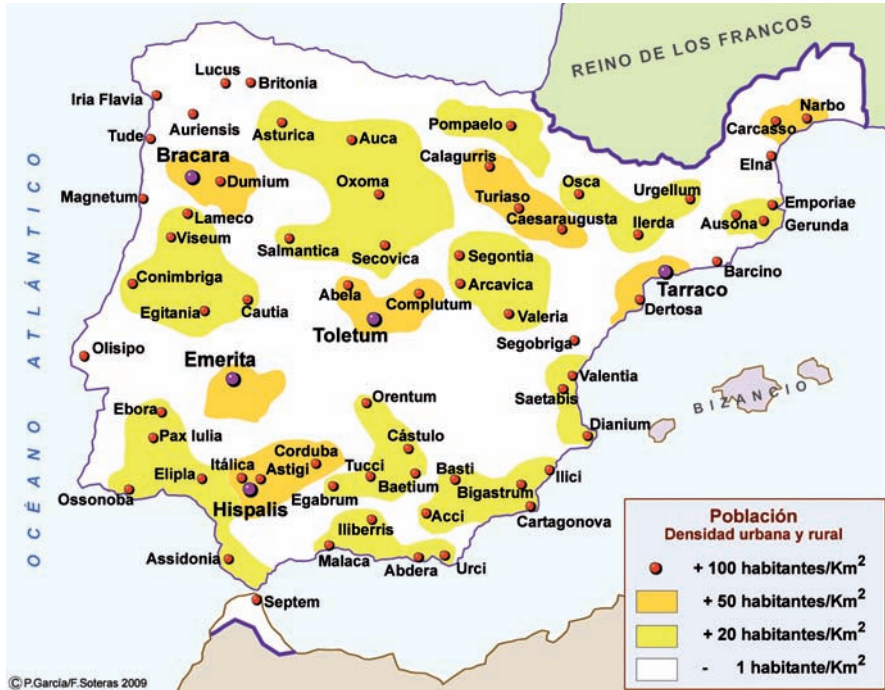 REINO DE LOS FRANCOS
Lucus
Britonia
Iria Flavia
Auriensis
Tude
Asturica
Auca
Pompaelo
Narbo
Carcasso
Bracara
Dumium
Calagurris
Elna
Magnetum
Oxoma
Turiaso
Osca
Urgellum
Lameco
Caesaraugusta
Ilerda
Ausona
Emporiae
Gerunda
Viseum
Salmantica
Secovica
Segontia
Barcino
Conimbriga
Abela
Complutum
Arcavica
Tarraco
Egitania
Cautia
Toletum
Valeria
Dertosa
Olisipo
Segobriga
Emerita
Valentia
Saetabis
BIZANCIO
Orentum
Ebora
Dianium
Pax Iulia
Cástulo
Corduba
Elipla
Itálica
Astigi
Tucci
Basti
Ilici
Baetium
Bigastrum
Ossonoba
Hispalis
Egabrum
Acci
Cartagonova
Iliberris
Assidonia
Malaca
Abdera
Urci
Septem
OCÉANO ATLÁNTICO
Población
Densidad urbana y rural
+ 100 habitantes/Km²
+ 50 habitantes/Km²
+ 20 habitantes/Km²
- 1 habitante/Km²
© P.García/F.Soteras 2009